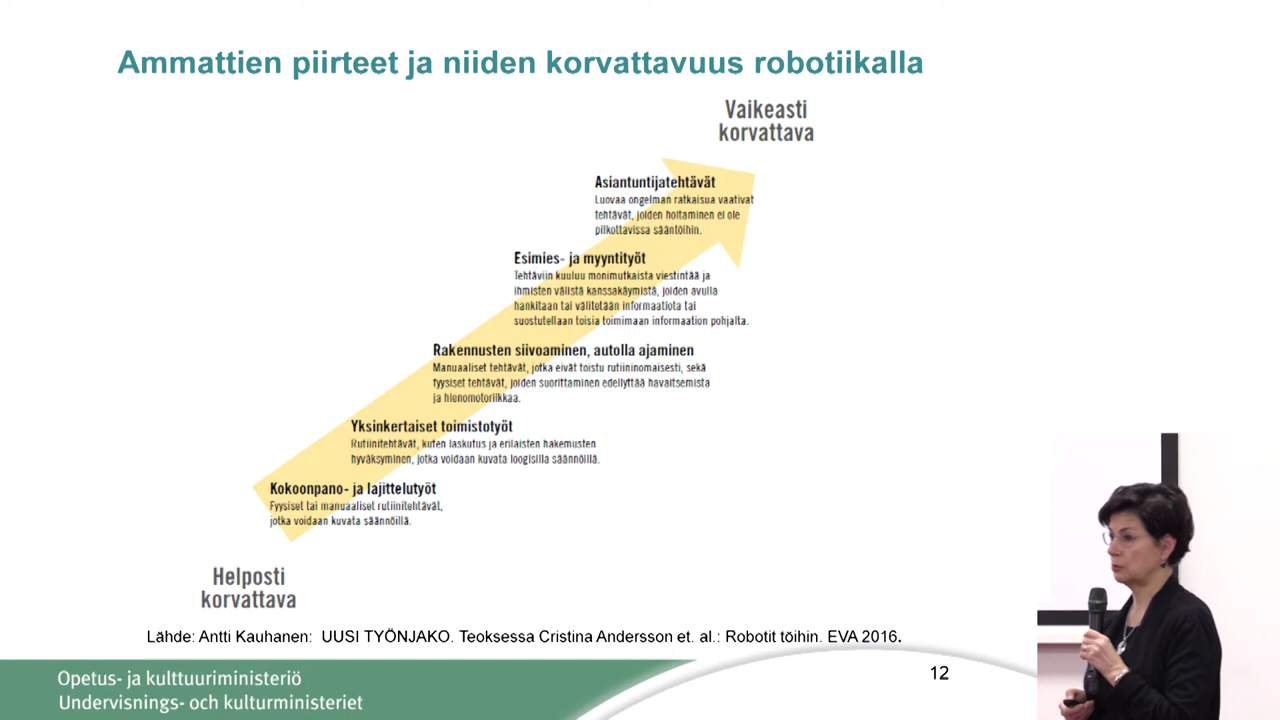 Ammattien piirteet ja niiden korvattavuus robotiikalla
Vaikeasti
korvattava
Asiantuntijatehtävät
Luovaa ongelman ratkaisua vaativat
tehtävät, joiden hoitaminen ei ole
pilkottavissa sääntöihin.
Esimies- ja myyntityöt
Tehtäviin kuuluu monimutkaista viestintää ja
ihmisten välistä kanssakäymistä, joiden avulla
hankitaan tai välitetään informaatiota tai
suostutellaan toisia toimimaan informaation pohjalta.
Rakennusten siivoaminen, autolla ajaminen
Manuaaliset tehtävät, jotka eivät toistu rutiininomaisesti, sekä
fyysiset tehtävät, joiden suorittaminen edellyttää havaitsemista
ja hienomotoriikkaa.
Yksinkertaiset toimistotyöt
Rutiinitehtävät, kuten laskutus ja erilaisten hakemusten
hyväksyminen, jotka voidaan kuvata loogisilla säännöillä.
Kokoonpano- ja lajittelutyöt
Fyysiset tai manuaaliset rutiinitehtävät,
jotka voidaan kuvata säännöillä.
Helposti
korvattava
Lähde: Antti Kauhanen: UUSI TYÖNJAKO. Teoksessa Cristina Andersson et. al.: Robotit töihin. EVA 2016.
Opetus- ja kulttuuriministeriö
Undervisnings- och kulturministeriet
12